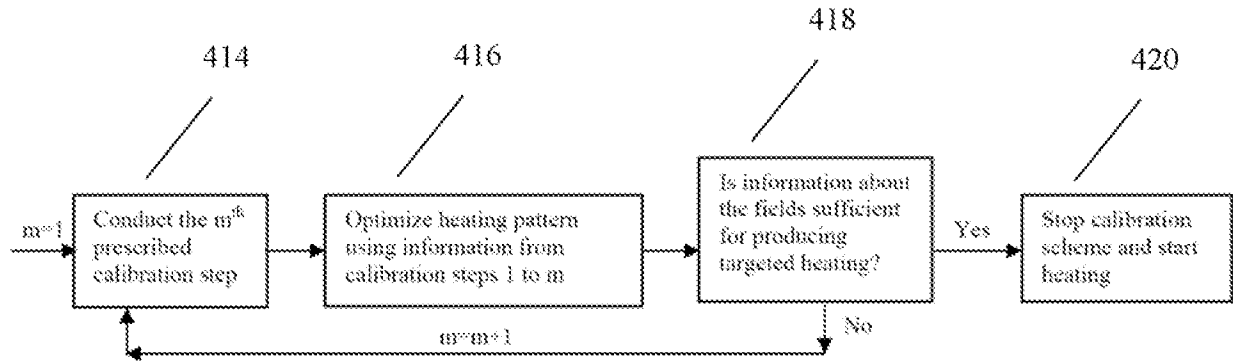 414
416
418
420
m=1
Conduct the mth
prescribed
calibration step
Optimize heating pattern
using information from
calibration steps 1 to m
Is information about
the fields sufficient
for producing
targeted heating?
Yes
Stop calibration
scheme and start
heating
No
m=m+1